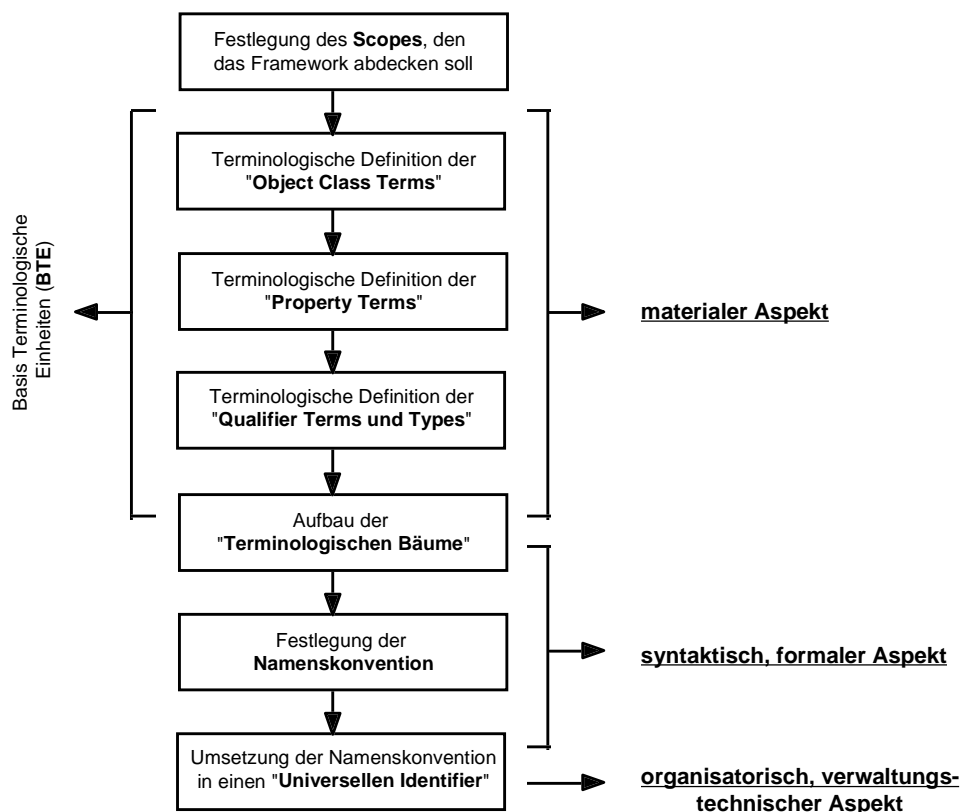 Festlegung des Scopes, den
das Framework abdecken soll
Terminologische Definition der
"Object Class Terms"
Basis Terminologische
Einheiten (BTE)
Terminologische Definition der
"Property Terms"
materialer Aspekt
Terminologische Definition der
"Qualifier Terms und Types"
Aufbau der
"Terminologischen Bäume"
Festlegung der
Namenskonvention
syntaktisch, formaler Aspekt
Umsetzung der Namenskonvention
in einen "Universellen Identifier"
organisatorisch, verwaltungs-
technischer Aspekt